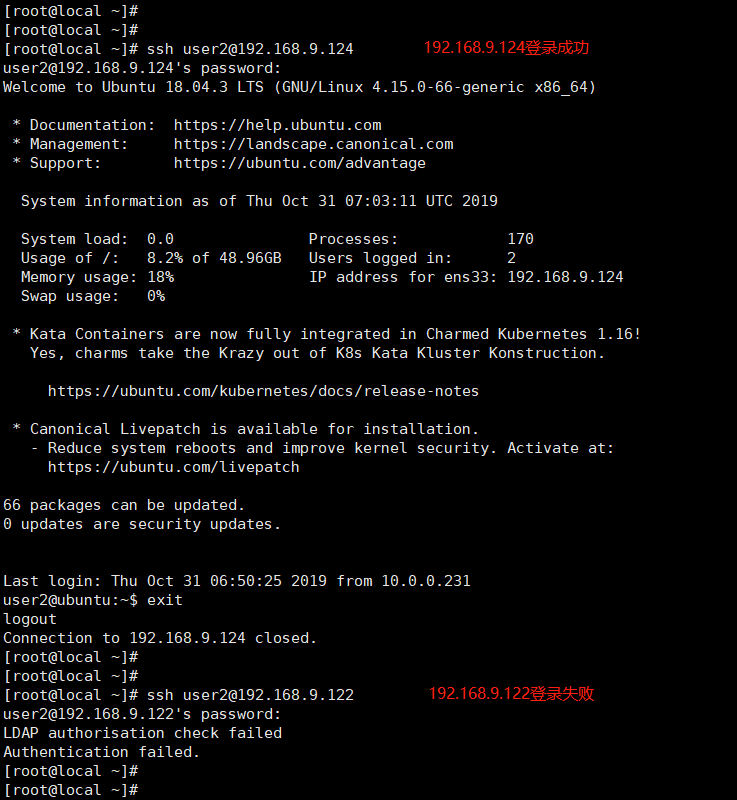 [root@local ~]#
[root@local ~]#
[root@local ~]# ssh user2@192.168.9.124 192.168.9.124登录成功
user2@192.168.9.124's password:
Welcome to Ubuntu 18.04.3 LTS (GNU/Linux 4.15.0-66-generic x86_64)
* Documentation: https://help.ubuntu.com
* Management: https://landscape.canonical.com
* Support: https://ubuntu.com/advantage
System information as of Thu Oct 31 07:03:11 UTC 2019
System load: 0.0 Processes: 170
Usage of /: 8.2% of 48.96GB Users logged in: 2
Memory usage: 18% IP address for ens33: 192.168.9.124
Swap usage: 0%
* Kata Containers are now fully integrated in Charmed Kubernetes 1.16!
Yes, charms take the Krazy out of K8s Kata Kluster Konstruction.
https://ubuntu.com/kubernetes/docs/release-notes
* Canonical Livepatch is available for installation.
- Reduce system reboots and improve kernel security. Activate at:
https://ubuntu.com/livepatch
66 packages can be updated.
0 updates are security updates.
Last login: Thu Oct 31 06:50:25 2019 from 10.0.0.231
user2@ubuntu:~$ exit
logout
Connection to 192.168.9.124 closed.
[root@local ~]#
[root@local ~]#
[root@local ~]# ssh user2@192.168.9.122 192.168.9.122登录失败
user2@192.168.9.122's password:
LDAP authorisation check failed
Authentication failed.
[root@local ~]#
[root@local ~]#